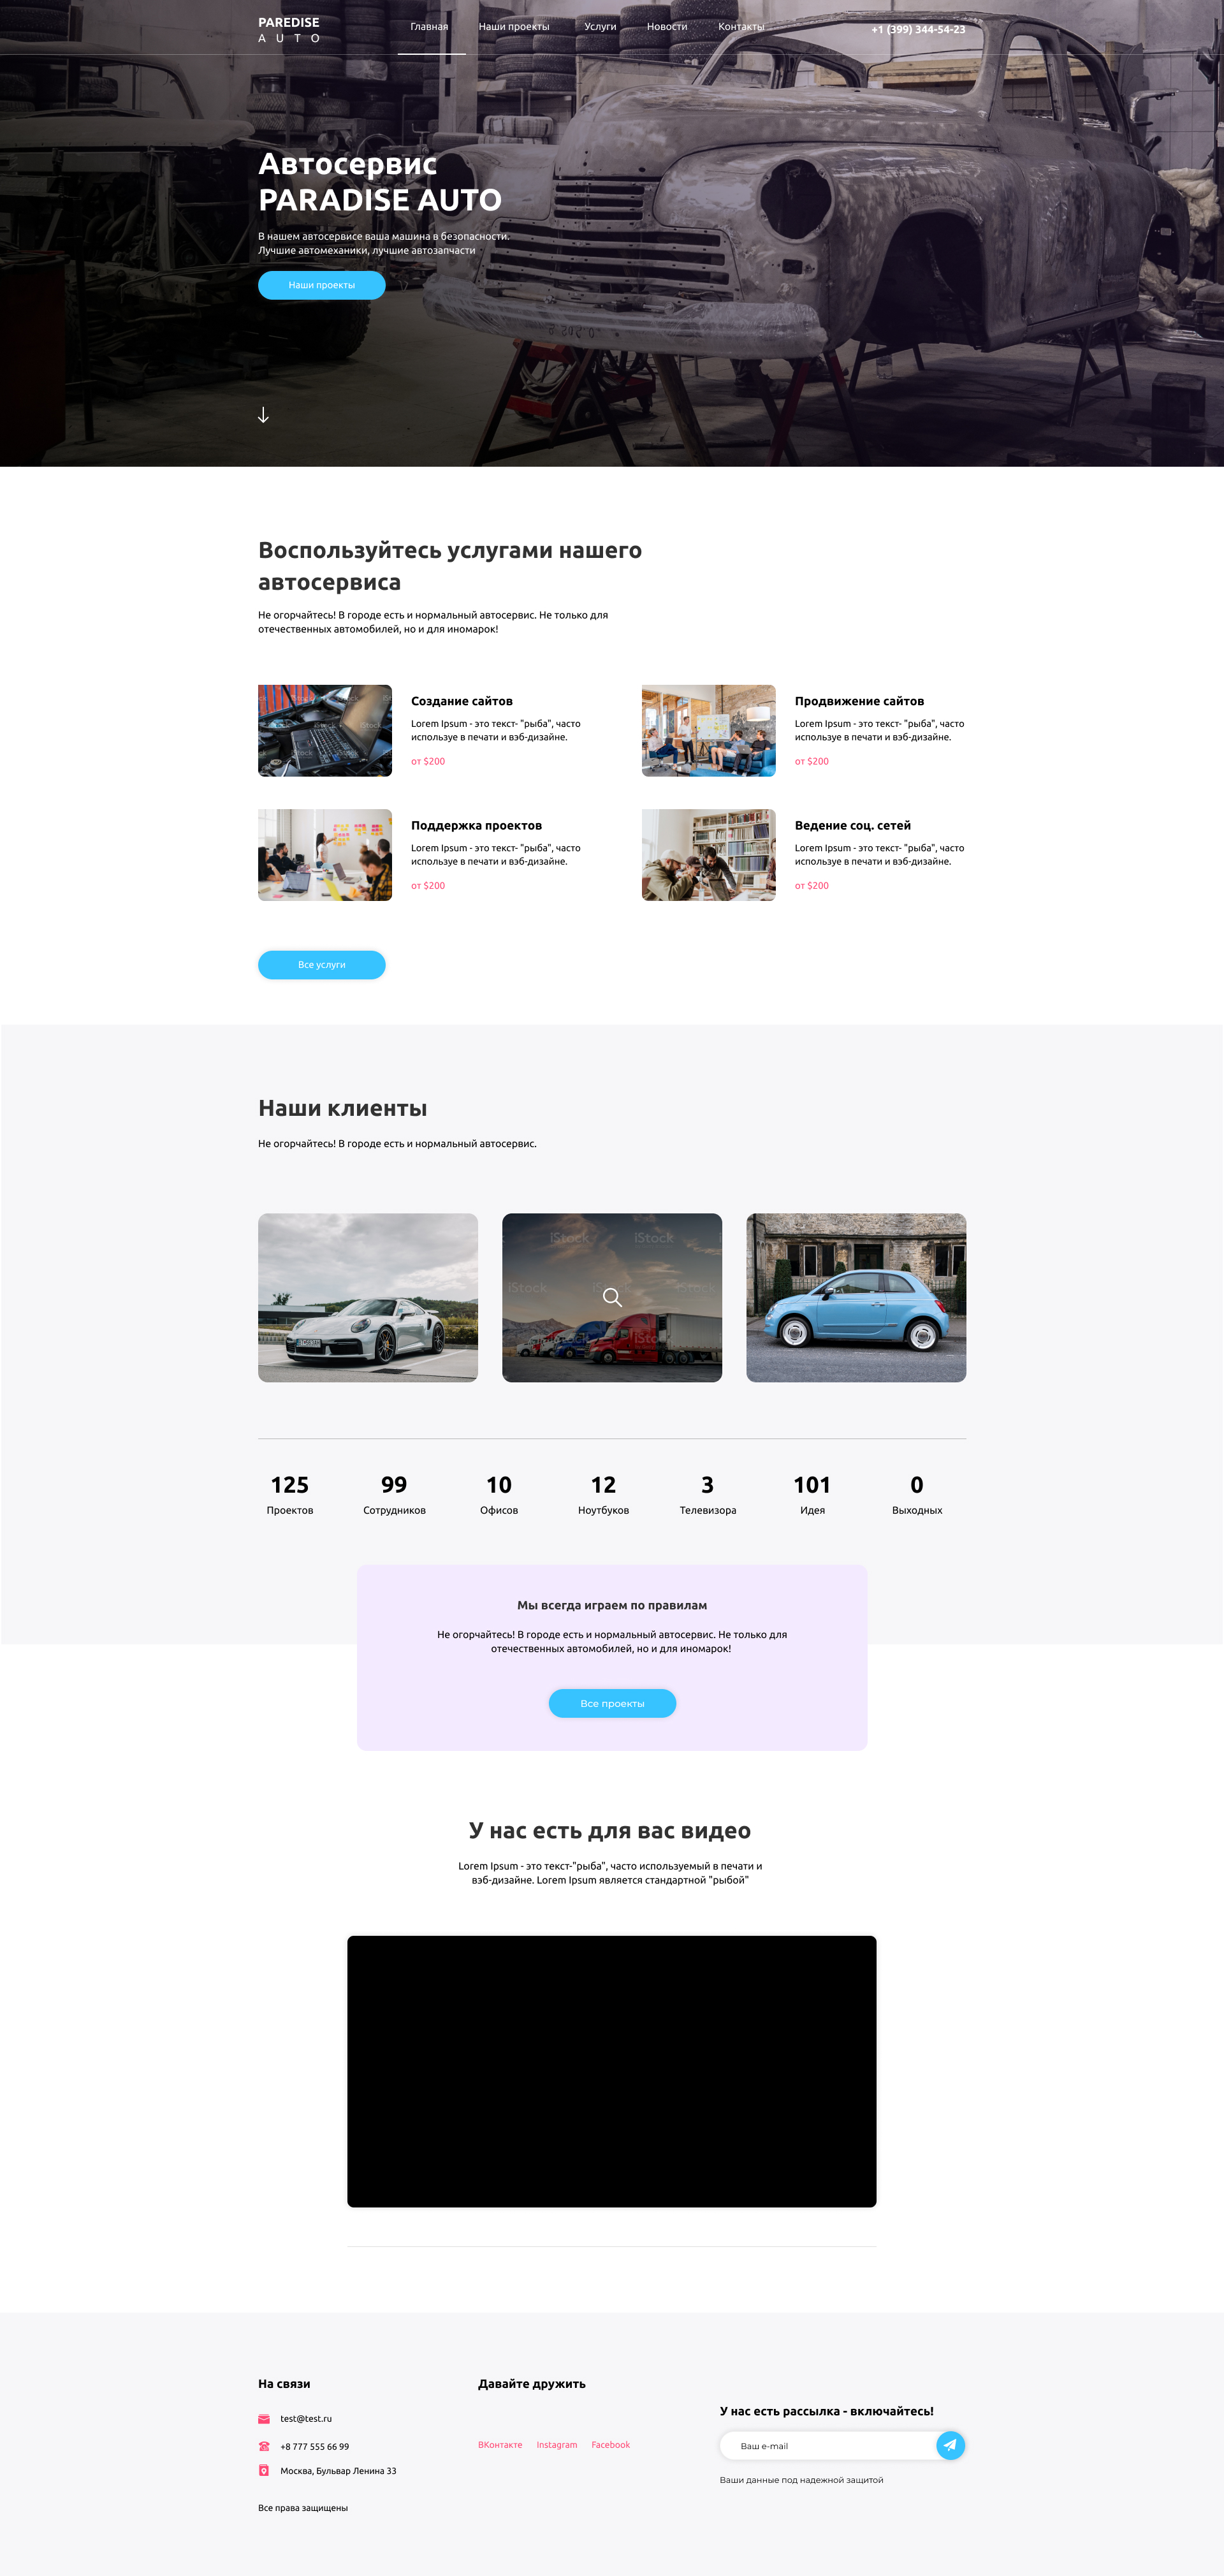 PAREDISE
AUTO
Главная
Наши проекты
Услуги
Новости
Контакты
+1 (399) 344-54-23
Автосервис
PARADISE AUTO
В нашем автосервисе ваша машина в безопасности.
Лучшие автомеханики, лучшие автозапчасти
Наши проекты
Воспользуйтесь услугами нашего
автосервиса
Не огорчайтесь! В городе есть и нормальный автосервис. Не только для
отечественных автомобилей, но и для иномарок!
Создание сайтов
Lorem Ipsum - это текст- "рыба", часто
используе в печати и вэб-дизайне.
от $200
Продвижение сайтов
Lorem Ipsum - это текст- "рыба", часто
используе в печати и вэб-дизайне.
от $200
Поддержка проектов
Lorem Ipsum - это текст- "рыба", часто
используе в печати и вэб-дизайне.
от $200
Ведение соц. сетей
Lorem Ipsum - это текст- "рыба", часто
используе в печати и вэб-дизайне.
от $200
Все услуги
Наши клиенты
Не огорчайтесь! В городе есть и нормальный автосервис.
iStock
iStock
iStock
iStock
iStock
iStock
125
Проектов
99
Сотрудников
10
Офисов
12
Ноутбуков
3
Телевизора
101
Идея
0
Выходных
Мы всегда играем по правилам
Не огорчайтесь! В городе есть и нормальный автосервис. Не только для
отечественных автомобилей, но и для иномарок!
Все проекты
У нас есть для вас видео
Lorem Ipsum - это текст-"рыба", часто используемый в печати и
вэб-дизайне. Lorem Ipsum является стандартной "рыбой"
На связи
test@test.ru
+8 777 555 66 99
Москва, Бульвар Ленина 33
Все права защищены
Давайте дружить
ВКонтакте
Instagram
Facebook
У нас есть рассылка - включайтесь!
Ваш e-mail
Ваши данные под надежной защитой